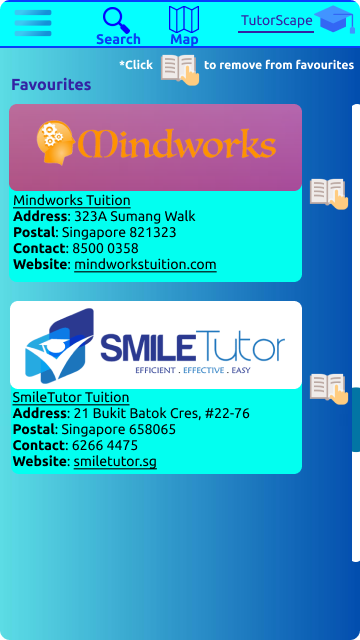 TutorScape
Search
Map
*Click to remove from favourites
Favourites
Mindworks
Mindworks Tuition
Address: 323A Sumang Walk
Postal: Singapore 821323
Contact: 8500 0358
Website: mindworkstuition.com
SMILETutor
EFFICIENT . EFFECTIVE . EASY
SmileTutor Tuition
Address: 21 Bukit Batok Cres, #22-76
Postal: Singapore 658065
Contact: 6266 4475
Website: smiletutor.sg